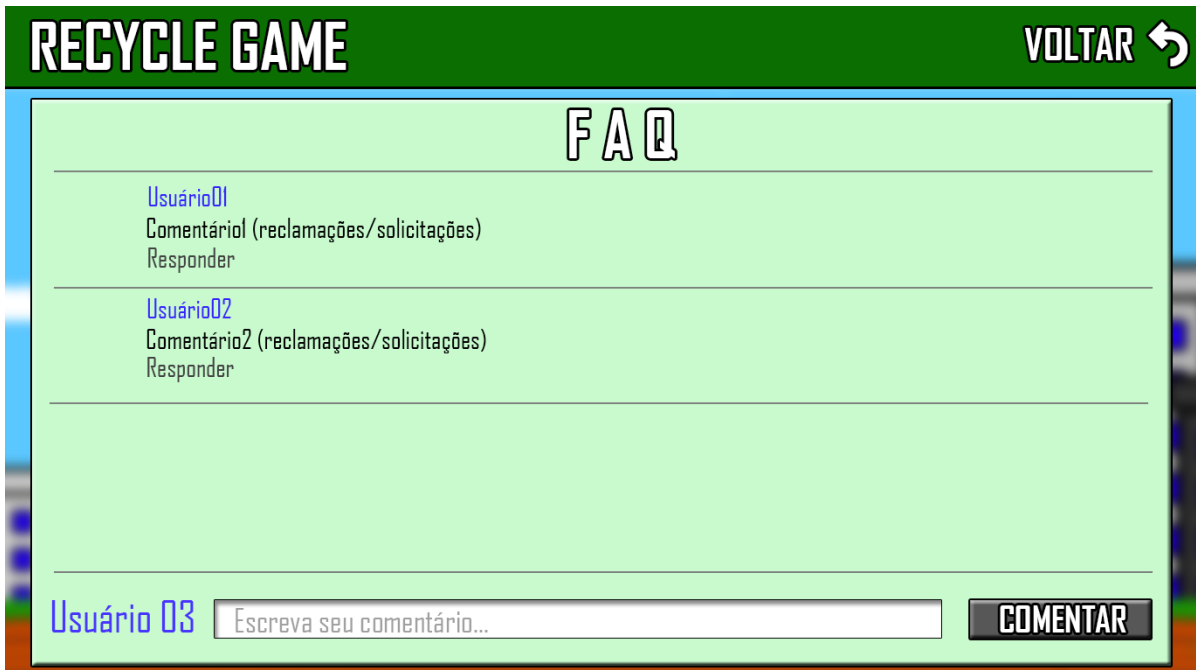 RECYCLE GAME
VOLTAR
F A Q
Usuário01
Comentário1 (reclamações/solicitações)
Responder
Usuário02
Comentário2 (reclamações/solicitações)
Responder
Usuário 03
Escreva seu comentário...
COMENTAR